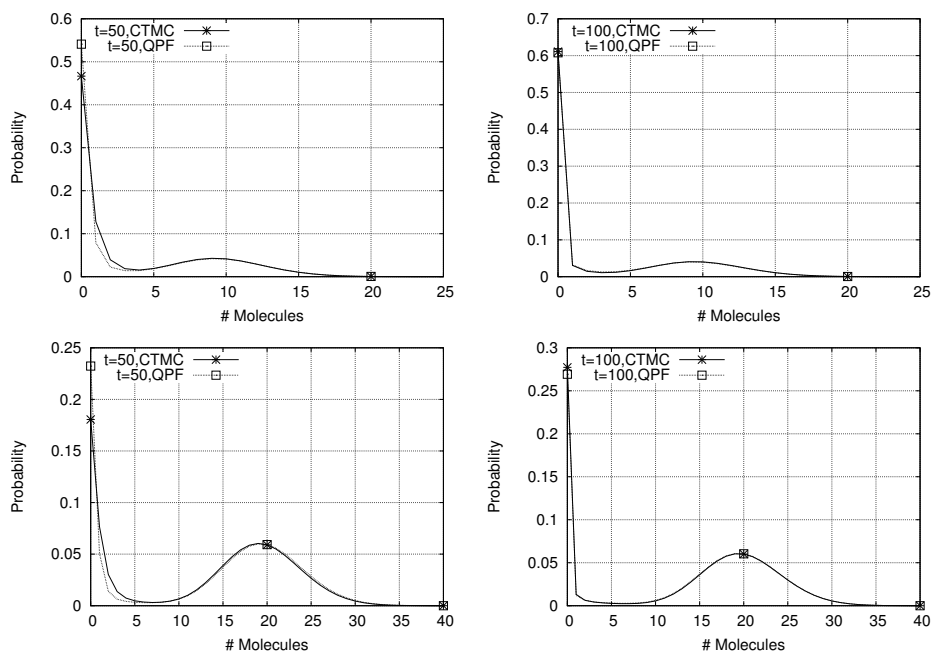 0.6
0.5
0.4
0.3
0.2
0.1
0
Probability
t=50,CTMC
t=50,QPF
0 5 10 15 20 25
# Molecules
0.7
0.6
0.5
0.4
0.3
0.2
0.1
0
Probability
t=100,CTMC
t=100,QPF
0 5 10 15 20 25
# Molecules
0.25
0.2
0.15
0.1
0.05
0
Probability
t=50,CTMC
t=50,QPF
0 5 10 15 20 25 30 35 40
# Molecules
0.3
0.25
0.2
0.15
0.1
0.05
0
Probability
t=100,CTMC
t=100,QPF
0 5 10 15 20 25 30 35 40
# Molecules